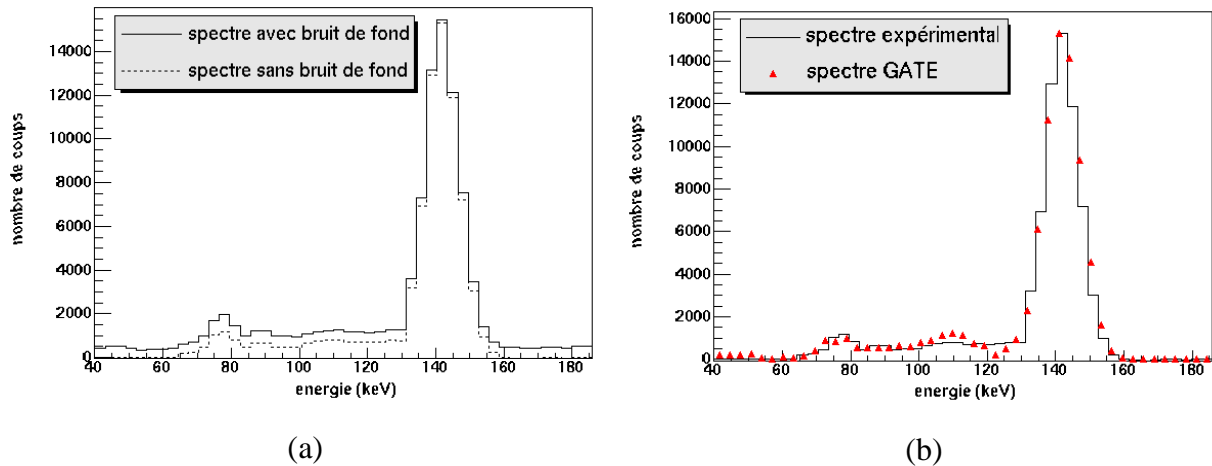 spectre avec bruit de fond
spectre sans bruit de fond
nombre de coups
14000
12000
10000
8000
6000
4000
2000
0
40 60 80 100 120 140 160 180
energie (keV)
(a)
spectre expérimental
spectre GATE
nombre de coups
16000
14000
12000
10000
8000
6000
4000
2000
0
40 60 80 100 120 140 160 180
energie (keV)
(b)